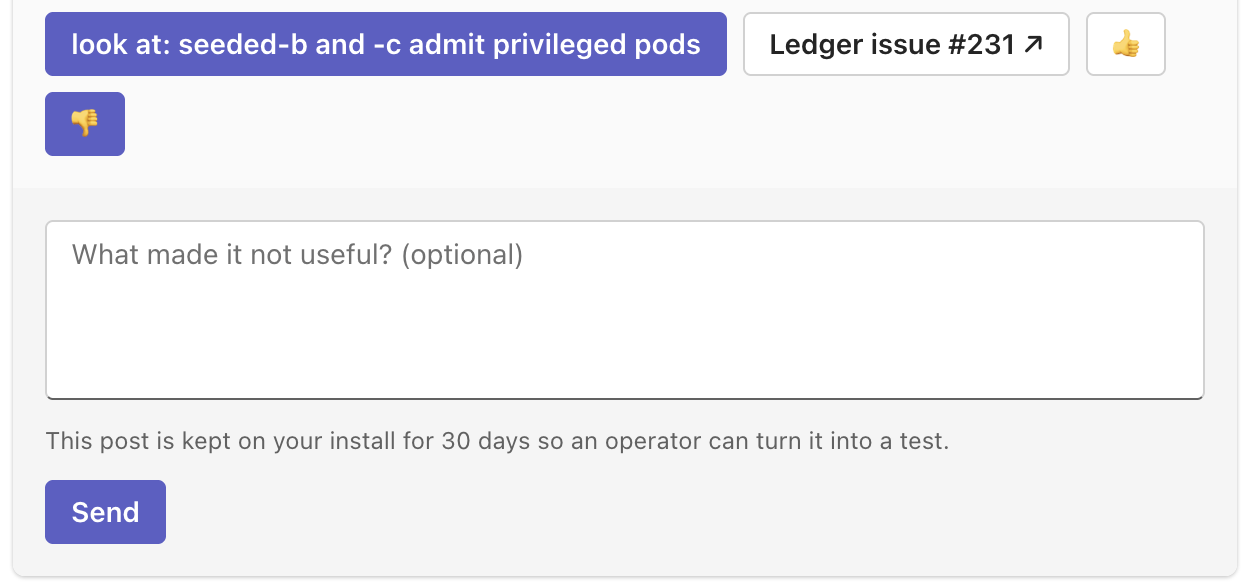 look at: seeded-b and -c admit privileged pods
Ledger issue #231 ↗
👍
👎
What made it not useful? (optional)
This post is kept on your install for 30 days so an operator can turn it into a test.
Send